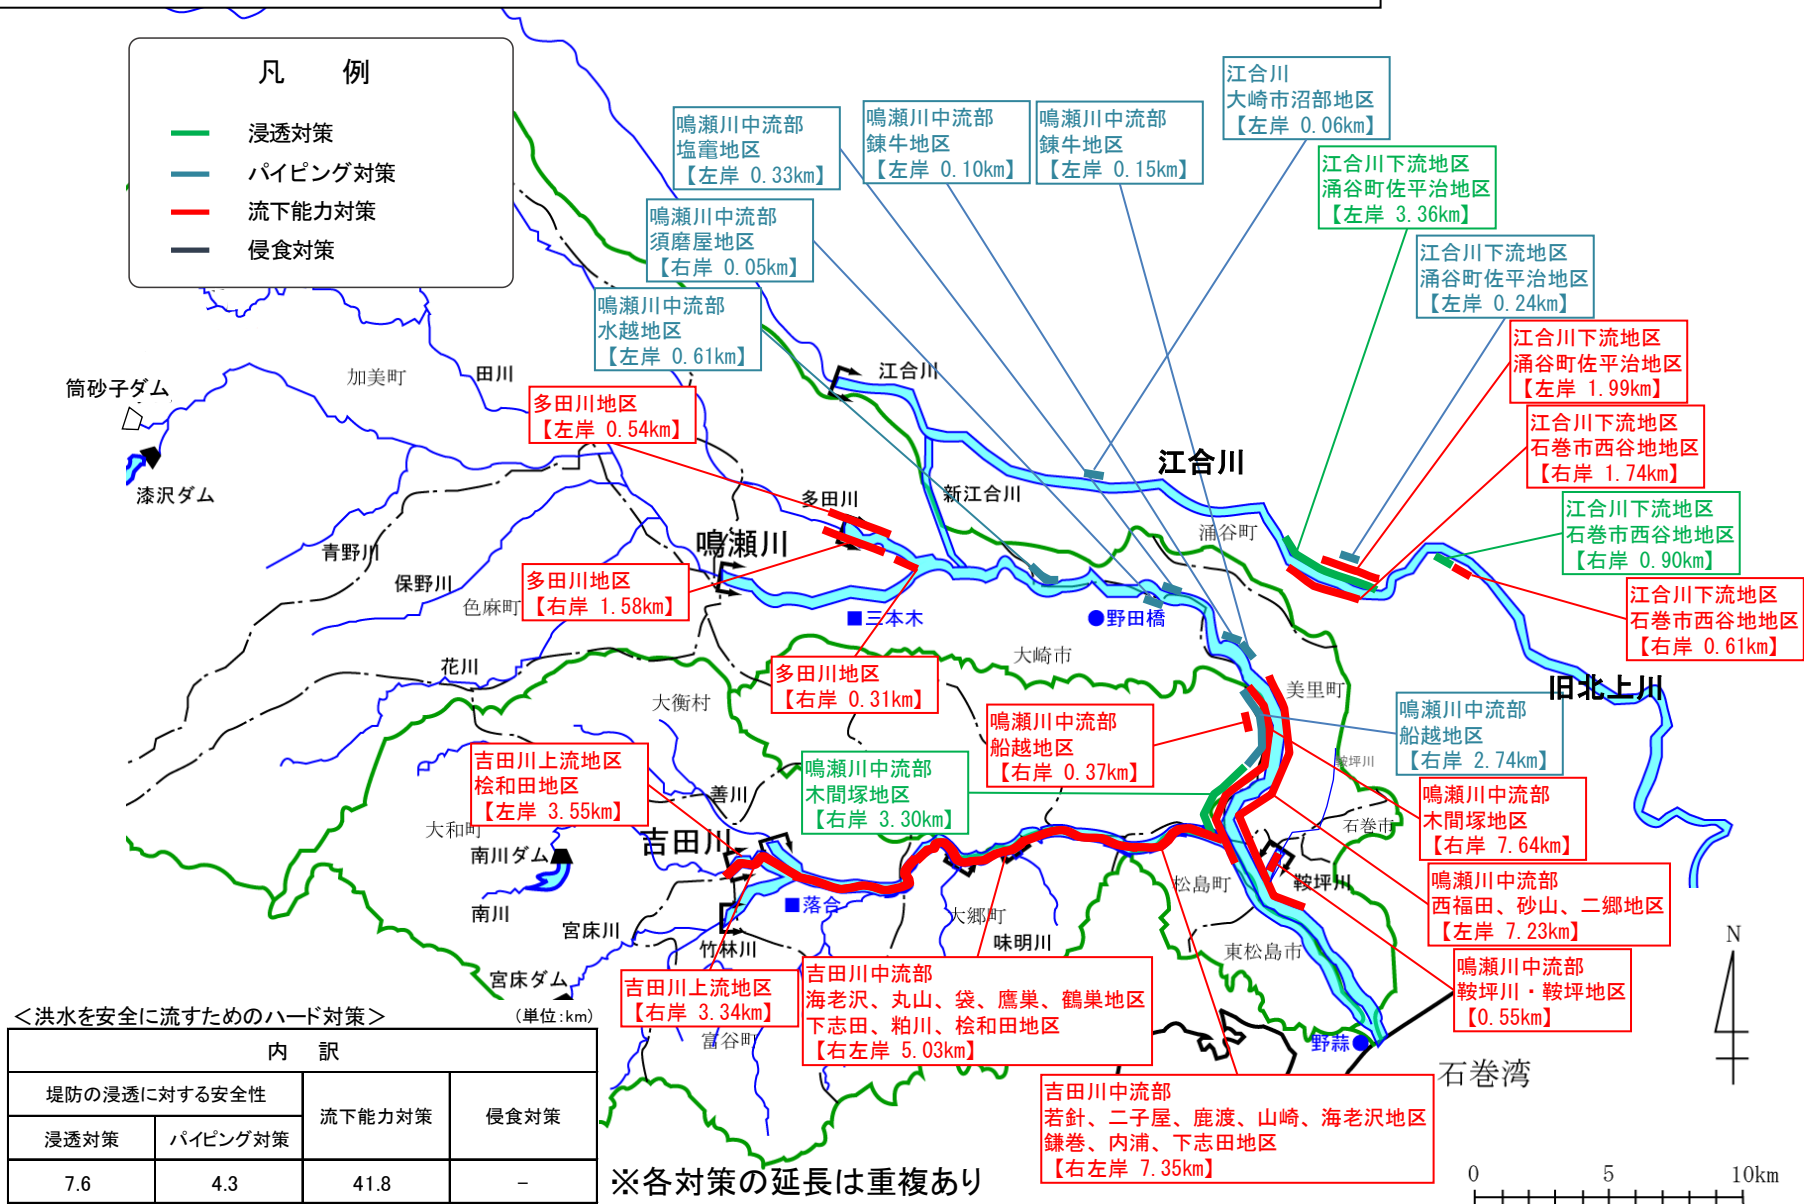 凡　例
浸透対策
パイピング対策
流下能力対策
侵食対策
江合川
大崎市沼部地区
【左岸 0.06km】
鳴瀬川中流部
塩竈地区
【左岸 0.33km】
鳴瀬川中流部
錬牛地区
【左岸 0.10km】
鳴瀬川中流部
錬牛地区
【左岸 0.15km】
江合川下流地区
涌谷町佐平治地区
【左岸 3.36km】
鳴瀬川中流部
須磨屋地区
【右岸 0.05km】
江合川下流地区
涌谷町佐平治地区
【左岸 0.24km】
鳴瀬川中流部
水越地区
【左岸 0.61km】
江合川下流地区
涌谷町佐平治地区
【左岸 1.99km】
江合川下流地区
石巻市西谷地地区
【右岸 1.74km】
江合川下流地区
石巻市西谷地地区
【右岸 0.90km】
江合川下流地区
石巻市西谷地地区
【右岸 0.61km】
筒砂子ダム
漆沢ダム
加美町
田川
江合川
多田川地区
【左岸 0.54km】
多田川
新江合川
江合川
涌谷町
鳴瀬川
青野川
保野川
色麻町
多田川地区
【右岸 1.58km】
■三本木
●野田橋
花川
大衡村
大崎市
美里町
旧北上川
多田川地区
【右岸 0.31km】
鳴瀬川中流部
船越地区
【右岸 0.37km】
鳴瀬川中流部
船越地区
【右岸 2.74km】
鞍坪川
吉田川上流地区
桧和田地区
【左岸 3.55km】
鳴瀬川中流部
木間塚地区
【右岸 3.30km】
鳴瀬川中流部
木間塚地区
【右岸 7.64km】
善川
大和町
吉田川
南川ダム
南川
石巻市
鞍坪川
松島町
鳴瀬川中流部
西福田、砂山、二郷地区
【左岸 7.23km】
■落合
大郷町
味明川
宮床川
竹林川
宮床ダム
東松島市
鳴瀬川中流部
鞍坪川・鞍坪地区
【0.55km】
吉田川上流地区
【右岸 3.34km】
富谷町
吉田川中流部
海老沢、丸山、袋、鷹巣、鶴巣地区
下志田、粕川、桧和田地区
【右左岸 5.03km】
野蒜●
石巻湾
N
吉田川中流部
若針、二子屋、鹿渡、山崎、海老沢地区
鎌巻、内浦、下志田地区
【右左岸 7.35km】
＜洪水を安全に流すためのハード対策＞
(単位:km)
内　訳
堤防の浸透に対する安全性
流下能力対策
侵食対策
浸透対策
パイピング対策
7.6
4.3
41.8
－
※各対策の延長は重複あり
0
5
10km